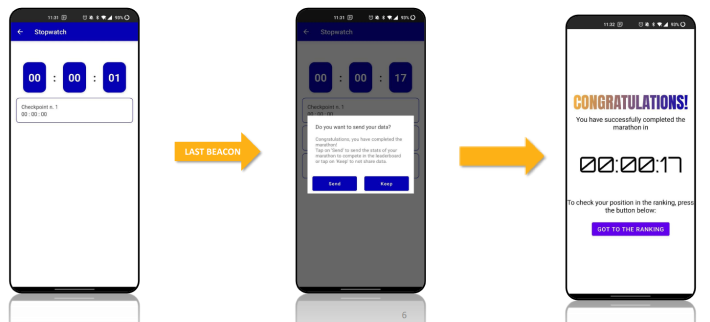 11:31
93%
← Stopwatch
00 : 00 : 01
Checkpoint n. 1
00 : 00 : 00
LAST BEACON
11:31
93%
← Stopwatch
00 : 00 : 17
Checkpoint n. 1
00 : 00 : 00
Do you want to send your data?
Congratulations, you have completed the
marathon!
Tap on 'Send' to send the stats of your
marathon to compete in the leaderboard
or tap on 'Keep' to not share data.
Send Keep
6
11:32
93%
CONGRATULATIONS!
You have successfully completed the
marathon in
00:00:17
To check your position in the ranking, press
the button below:
GOT TO THE RANKING